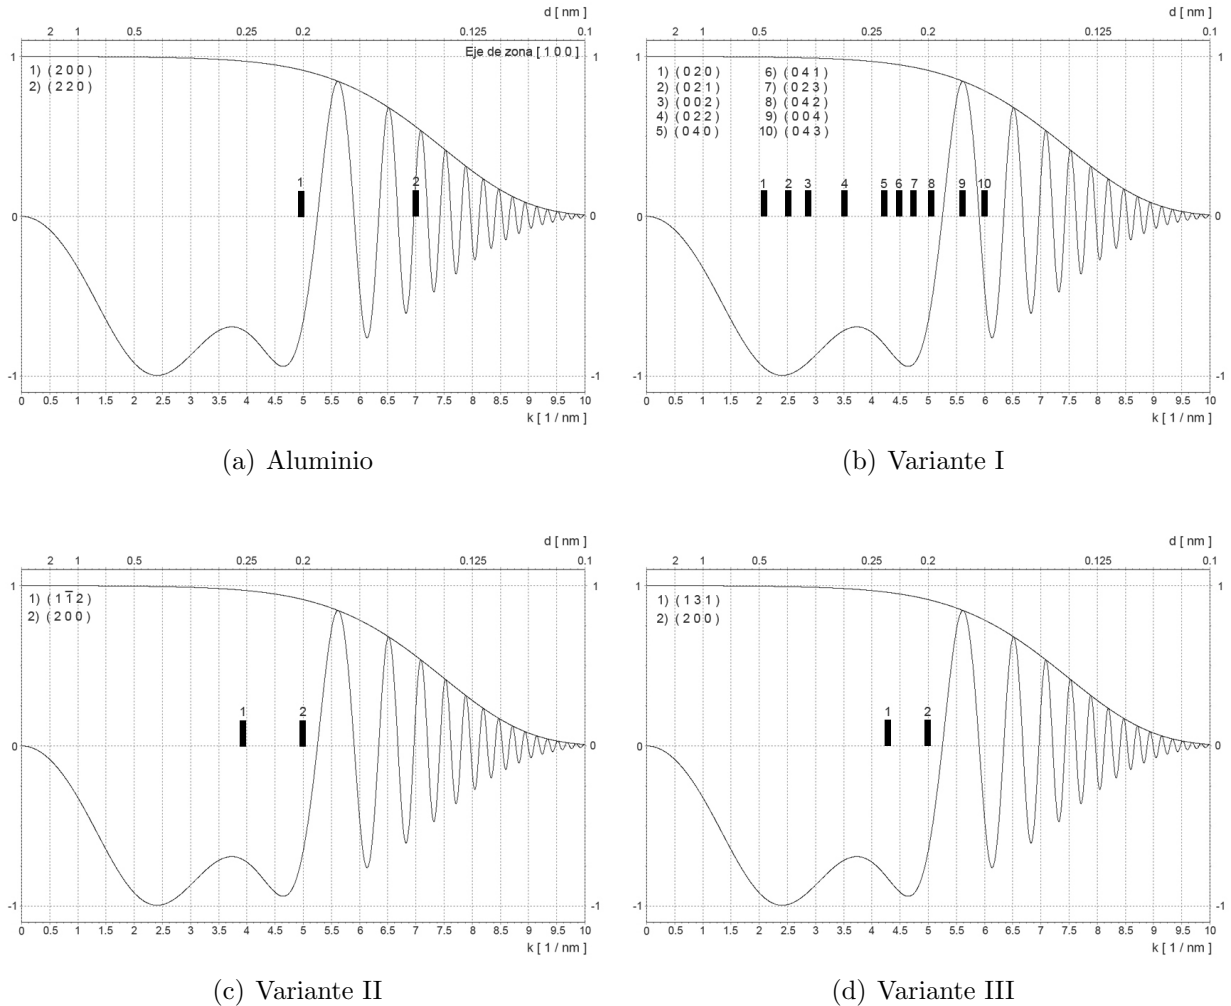 d [ nm ]
2 1 0.5 0.25 0.2 0.125 0.1
Eje de zona [ 1 0 0 ]
1) ( 2 0 0 )
2) ( 2 2 0 )
1
0
-1
1
2
0
-1
0 0.5 1 1.5 2 2.5 3 3.5 4 4.5 5 5.5 6 6.5 7 7.5 8 8.5 9 9.5 10
k [ 1 / nm ]
(a) Aluminio
d [ nm ]
2 1 0.5 0.25 0.2 0.125 0.1
1
1) ( 0 2 0 ) 6) ( 0 4 1 )
2) ( 0 2 1 ) 7) ( 0 2 3 )
3) ( 0 0 2 ) 8) ( 0 4 2 )
4) ( 0 2 2 ) 9) ( 0 0 4 )
5) ( 0 4 0 ) 10) ( 0 4 3 )
1 2 3 4 5 6 7 8 9 10
0 0
-1 -1
0 0.5 1 1.5 2 2.5 3 3.5 4 4.5 5 5.5 6 6.5 7 7.5 8 8.5 9 9.5 10
k [ 1 / nm ]
(b) Variante I
d [ nm ]
2 1 0.5 0.25 0.2 0.125 0.1
1
1) ( 1 1̅ 2 )
2) ( 2 0 0 )
1 2
0 0
-1 -1
0 0.5 1 1.5 2 2.5 3 3.5 4 4.5 5 5.5 6 6.5 7 7.5 8 8.5 9 9.5 10
k [ 1 / nm ]
(c) Variante II
d [ nm ]
2 1 0.5 0.25 0.2 0.125 0.1
1
1) ( 1 3 1 )
2) ( 2 0 0 )
1 2
0 0
-1 -1
0 0.5 1 1.5 2 2.5 3 3.5 4 4.5 5 5.5 6 6.5 7 7.5 8 8.5 9 9.5 10
k [ 1 / nm ]
(d) Variante III